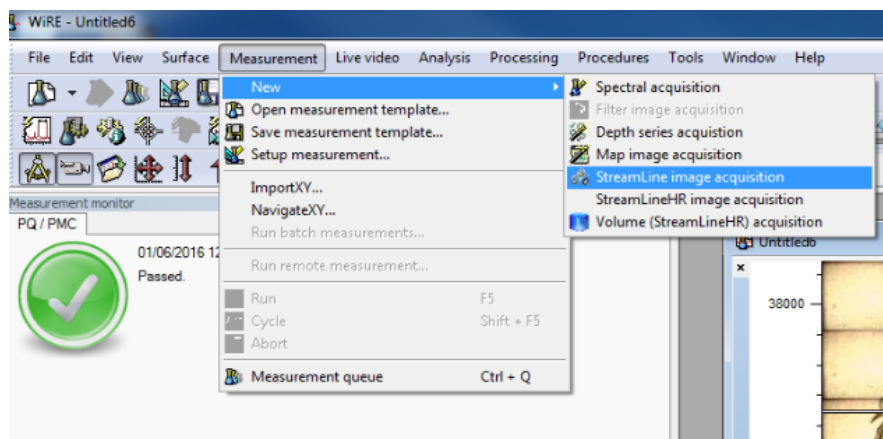 WiRE - Untitled6
File Edit View Surface Measurement Live video Analysis Processing Procedures Tools Window Help
New
Open measurement template...
Save measurement template...
Setup measurement...
ImportXY...
NavigateXY...
Run batch measurements...
Run remote measurement...
Run F5
Cycle Shift + F5
Abort
Measurement queue Ctrl + Q
Spectral acquisition
Filter image acquisition
Depth series acquistion
Map image acquisition
StreamLine image acquisition
StreamLineHR image acquisition
Volume (StreamLineHR) acquisition
Measurement monitor
PQ / PMC
01/06/2016 12
Passed.
Untitled6
38000